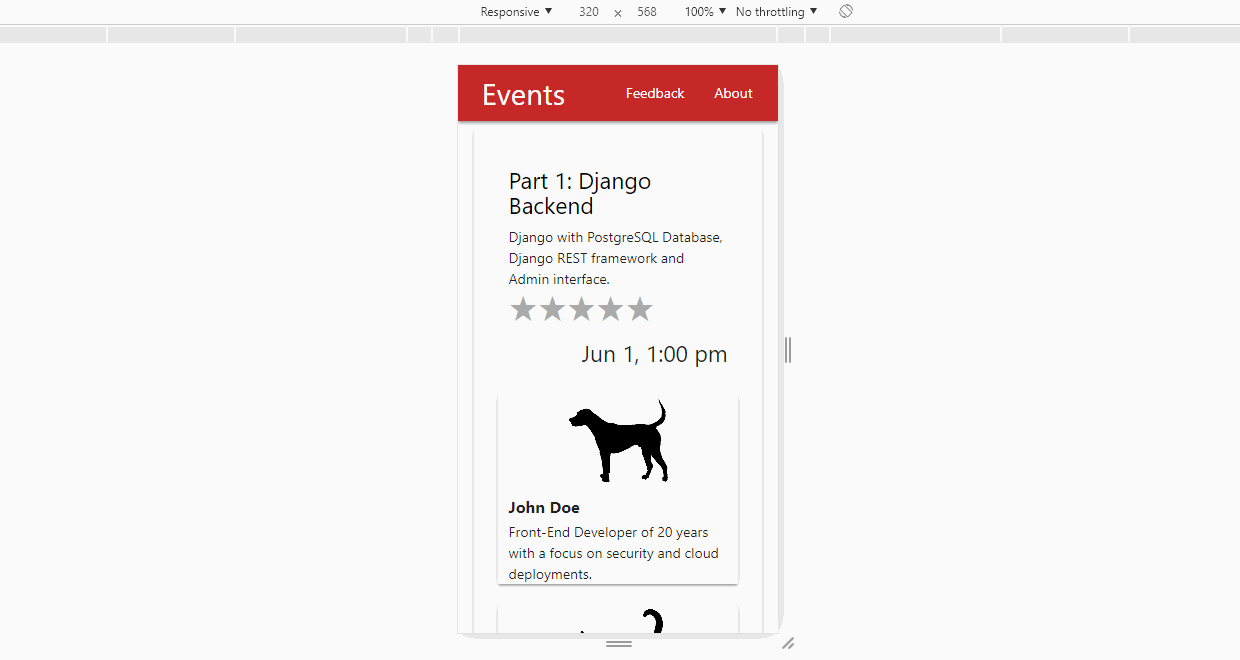 Responsive ▼ 320 × 568 100% ▼ No throttling ▼
Events Feedback About
Part 1: Django
Backend
Django with PostgreSQL Database,
Django REST framework and
Admin interface.
★★★★★
Jun 1, 1:00 pm
John Doe
Front-End Developer of 20 years
with a focus on security and cloud
deployments.